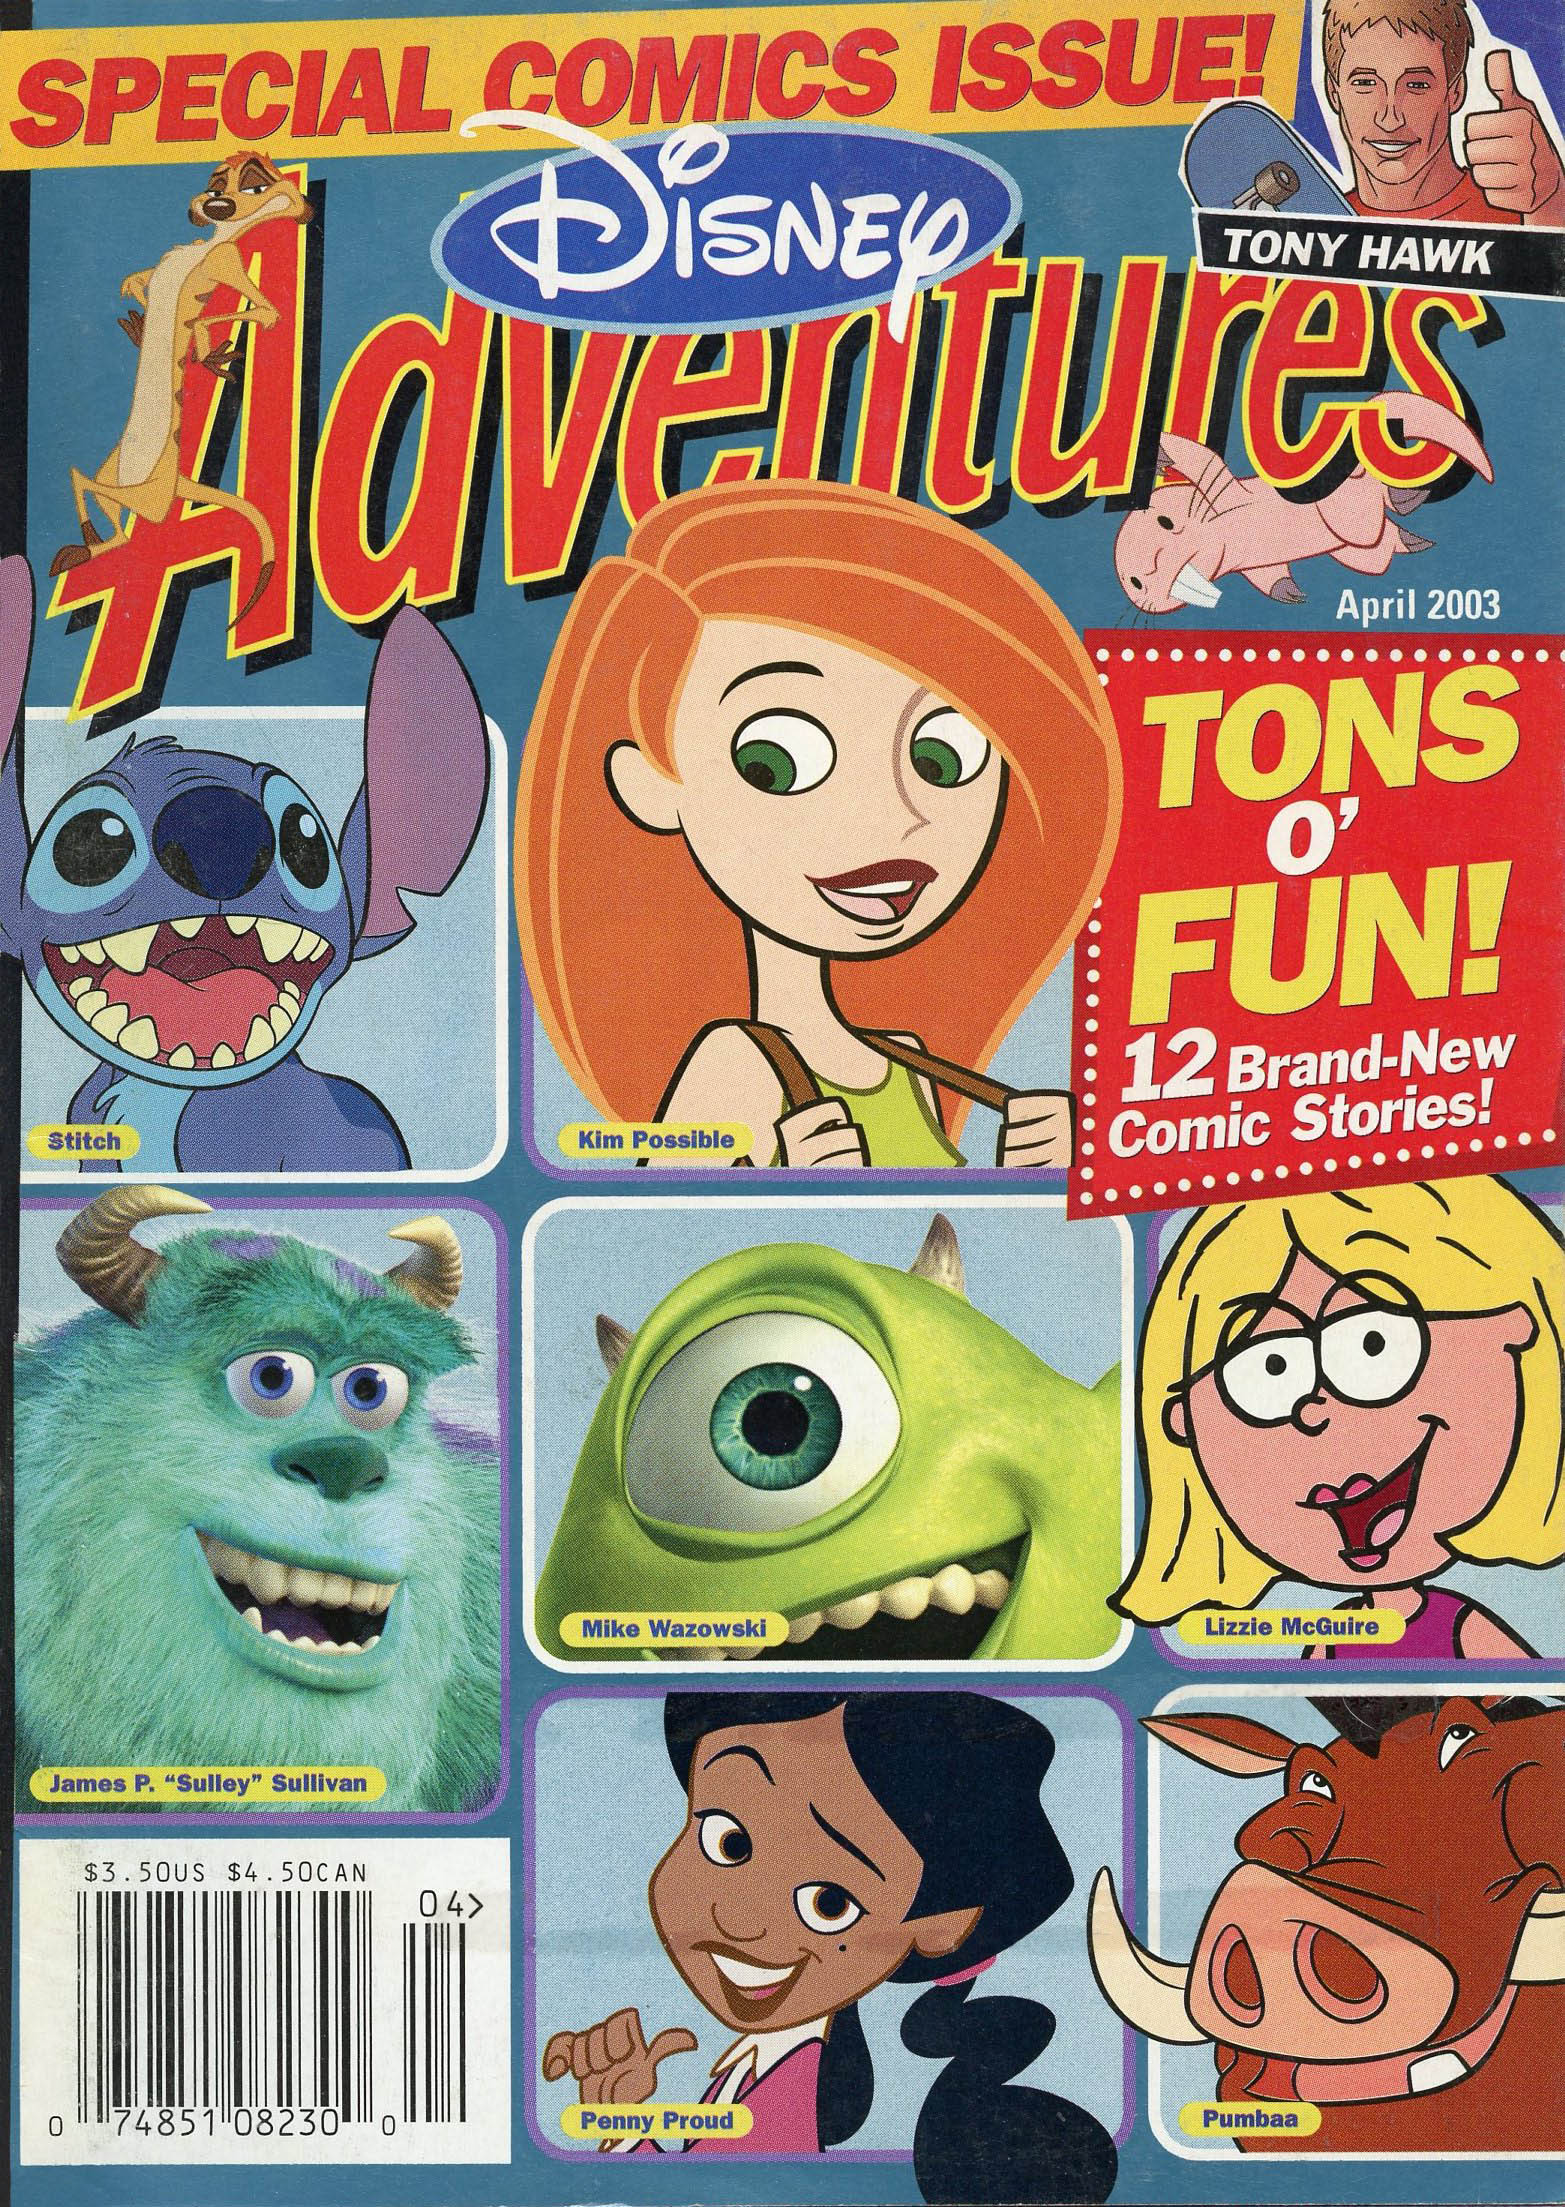 SPECIAL COMICS ISSUE!
DISNEY
Adventures
TONY HAWK
April 2003
TONS
O'
FUN!
12 Brand-New
Comic Stories!
Stitch
Kim Possible
James P. “Sulley” Sullivan
Mike Wazowski
Lizzie McGuire
Penny Proud
Pumbaa
$3.50US $4.50CAN
04>
0 74851 08230 0